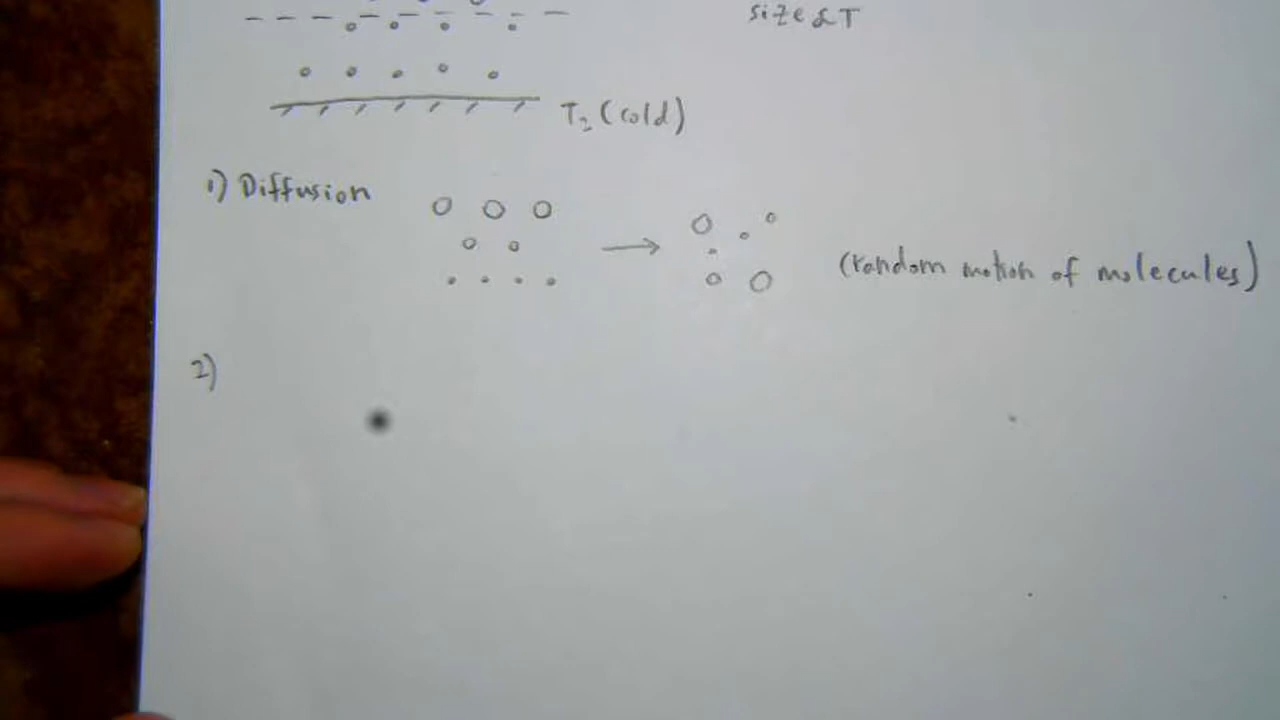 size & T
T₂ (cold)
1) Diffusion
(random motion of molecules)
2)